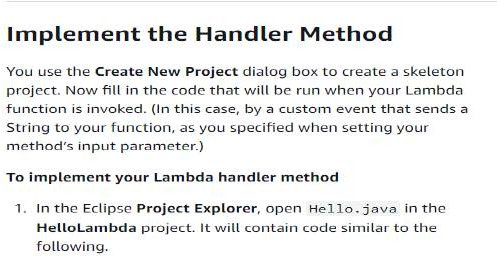 Implement the Handler Method
You use the Create New Project dialog box to create a skeleton
project. Now fill in the code that will be run when your Lambda
function is invoked. (In this case, by a custom event that sends a
String to your function, as you specified when setting your
method's input parameter.)
To implement your Lambda handler method
1. In the Eclipse Project Explorer, open Hello.java in the
HelloLambda project. It will contain code similar to the
following.